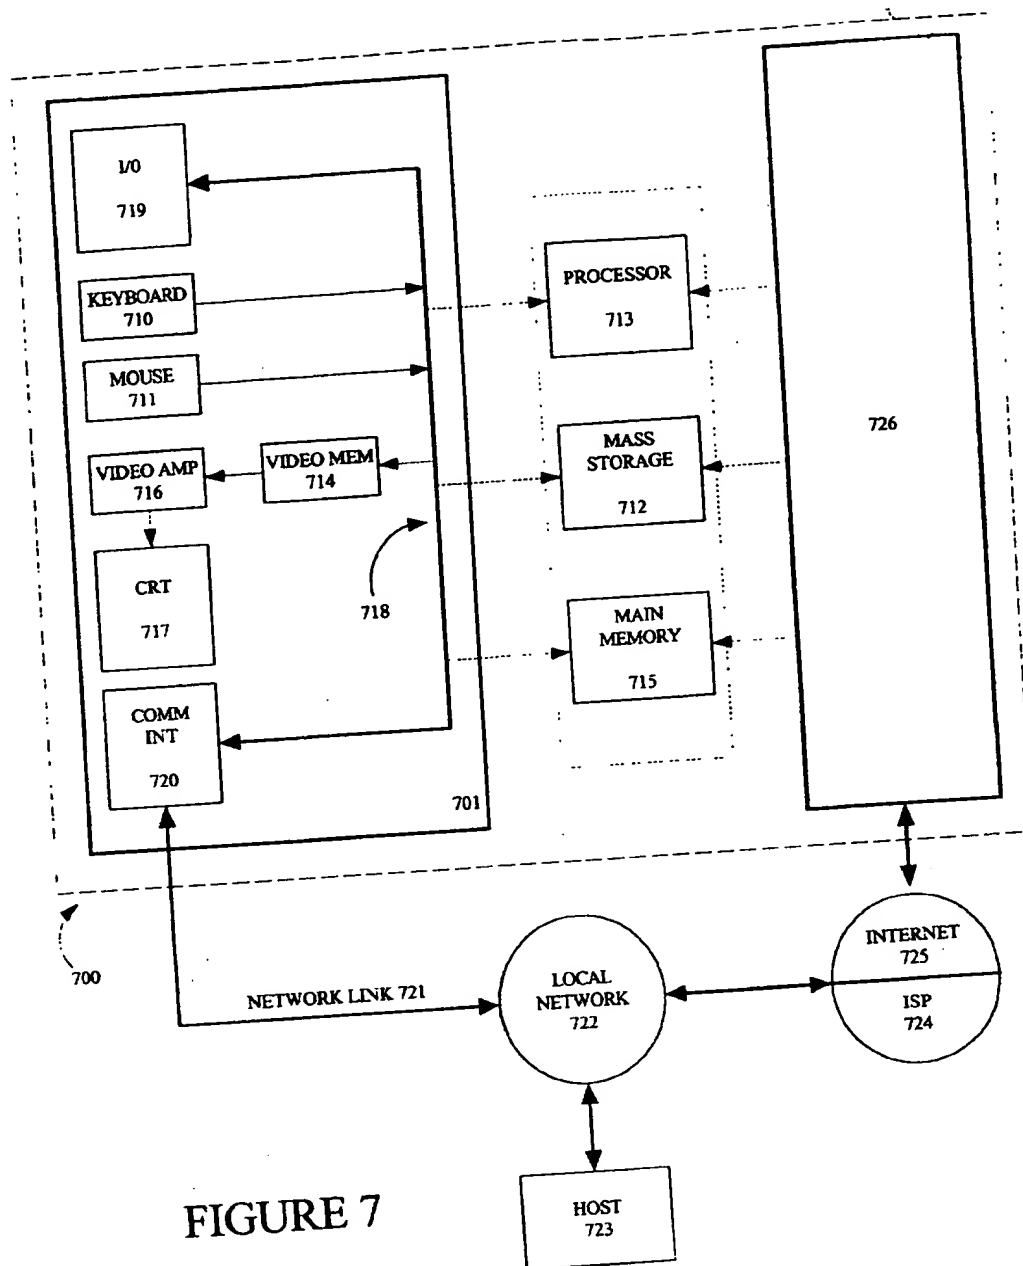 I/0
719
KEYBOARD
710
MOUSE
711
VIDEO AMP
716
VIDEO MEM
714
CRT
717
718
COMM
INT
720
701
PROCESSOR
713
MASS
STORAGE
712
MAIN
MEMORY
715
726
700
NETWORK LINK 721
LOCAL
NETWORK
722
INTERNET
725
ISP
724
HOST
723
FIGURE 7